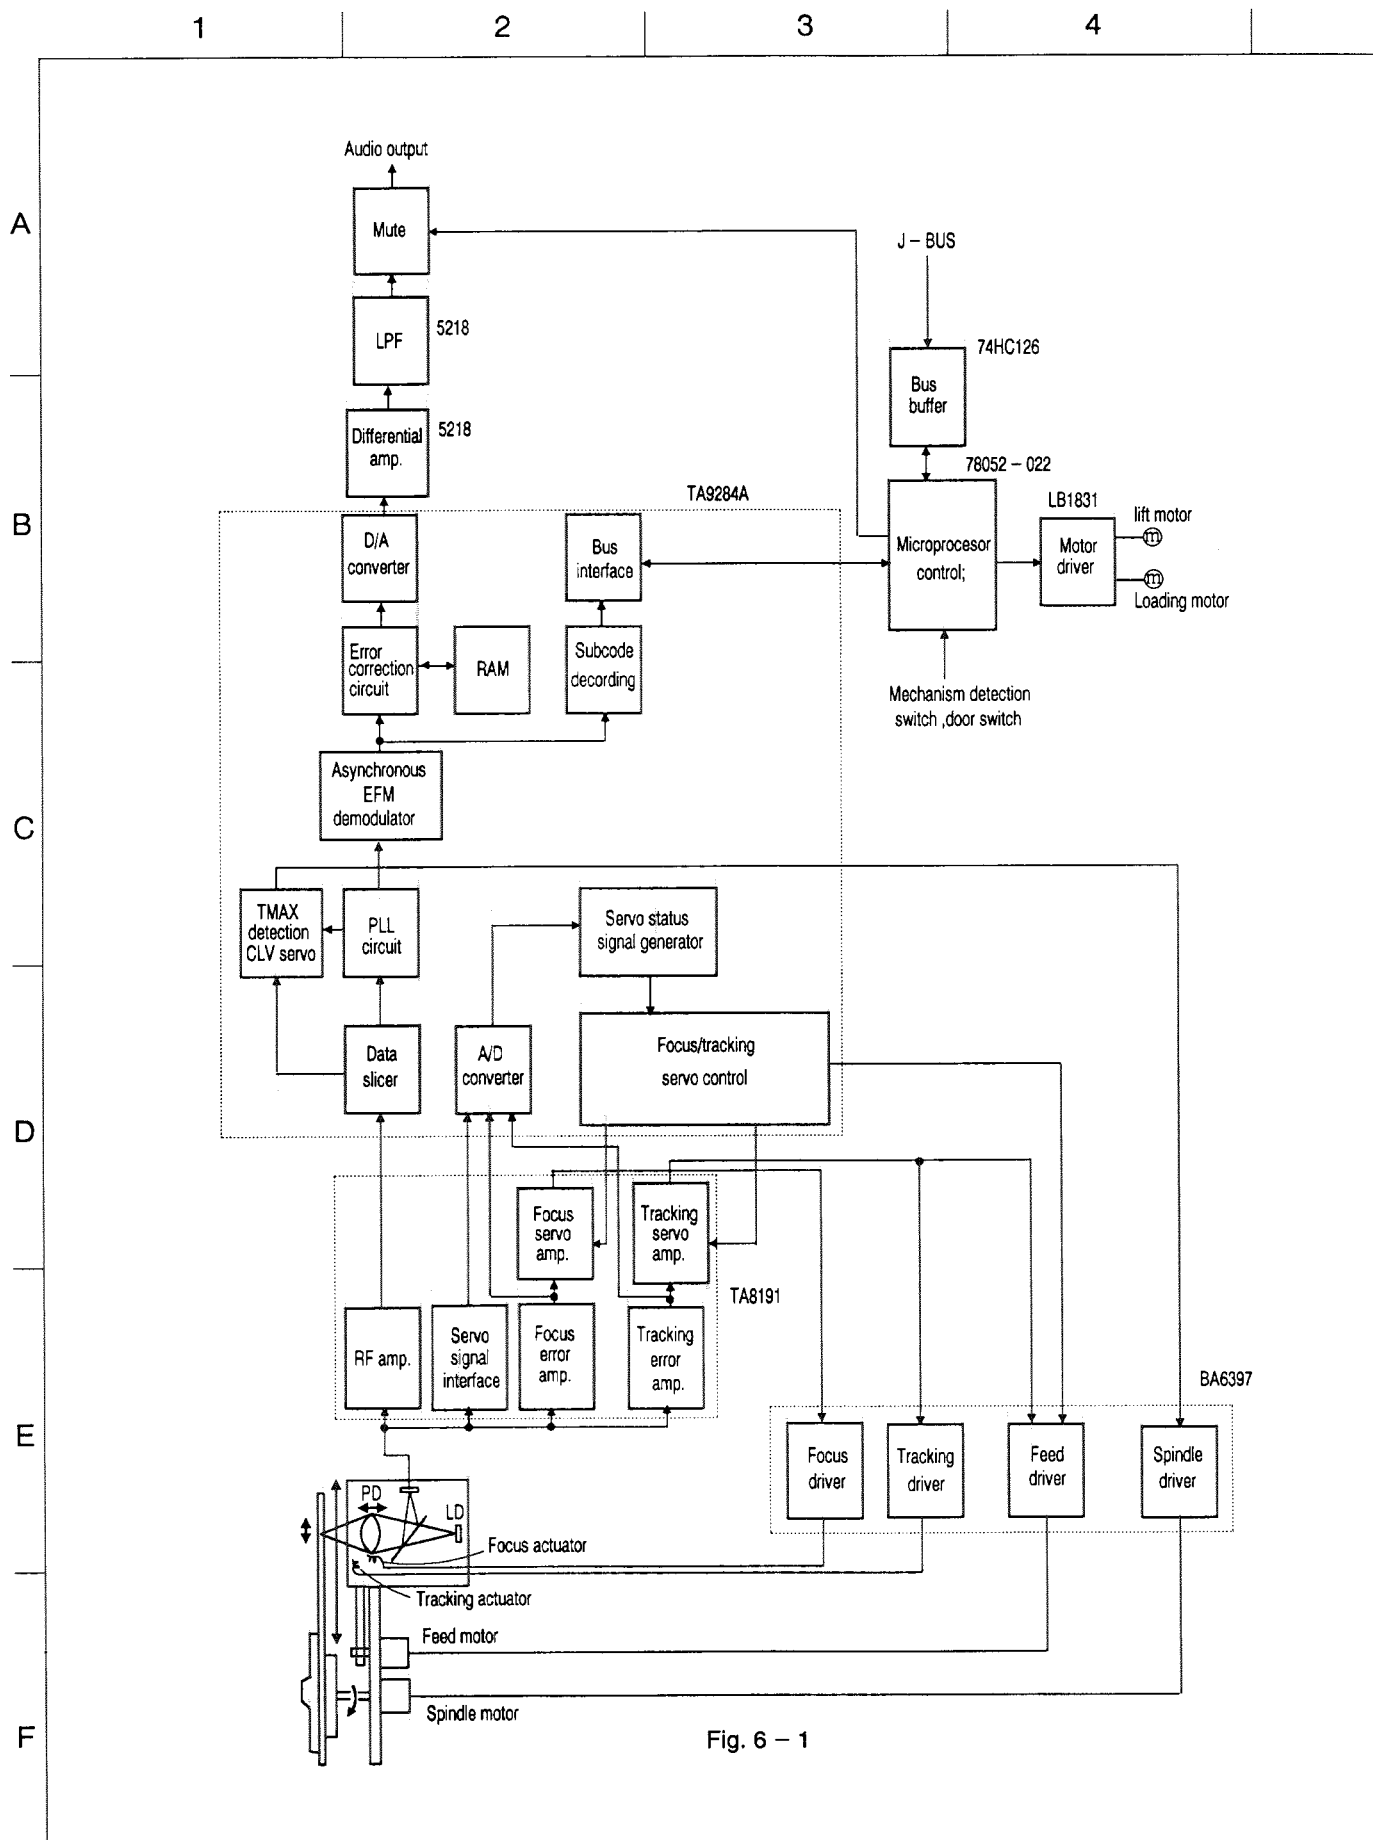 1
2
3
4
A
B
C
D
E
F
Audio output
Mute
J – BUS
LPF
5218
74HC126
Bus
buffer
Differential
amp.
5218
78052 – 022
TA9284A
LB1831
lift motor
D/A
converter
Bus
interface
Microprocesor
control;
Motor
driver
m
m
Loading motor
Error
correction
circuit
RAM
Subcode
decording
Mechanism detection
switch ,door switch
Asynchronous
EFM
demodulator
TMAX
detection
CLV servo
PLL
circuit
Servo status
signal generator
Data
slicer
A/D
converter
Focus/tracking
servo control
Focus
servo
amp.
Tracking
servo
amp.
TA8191
RF amp.
Servo
signal
interface
Focus
error
amp.
Tracking
error
amp.
BA6397
Focus
driver
Tracking
driver
Feed
driver
Spindle
driver
PD
LD
Focus actuator
Tracking actuator
Feed motor
Spindle motor
Fig. 6 – 1